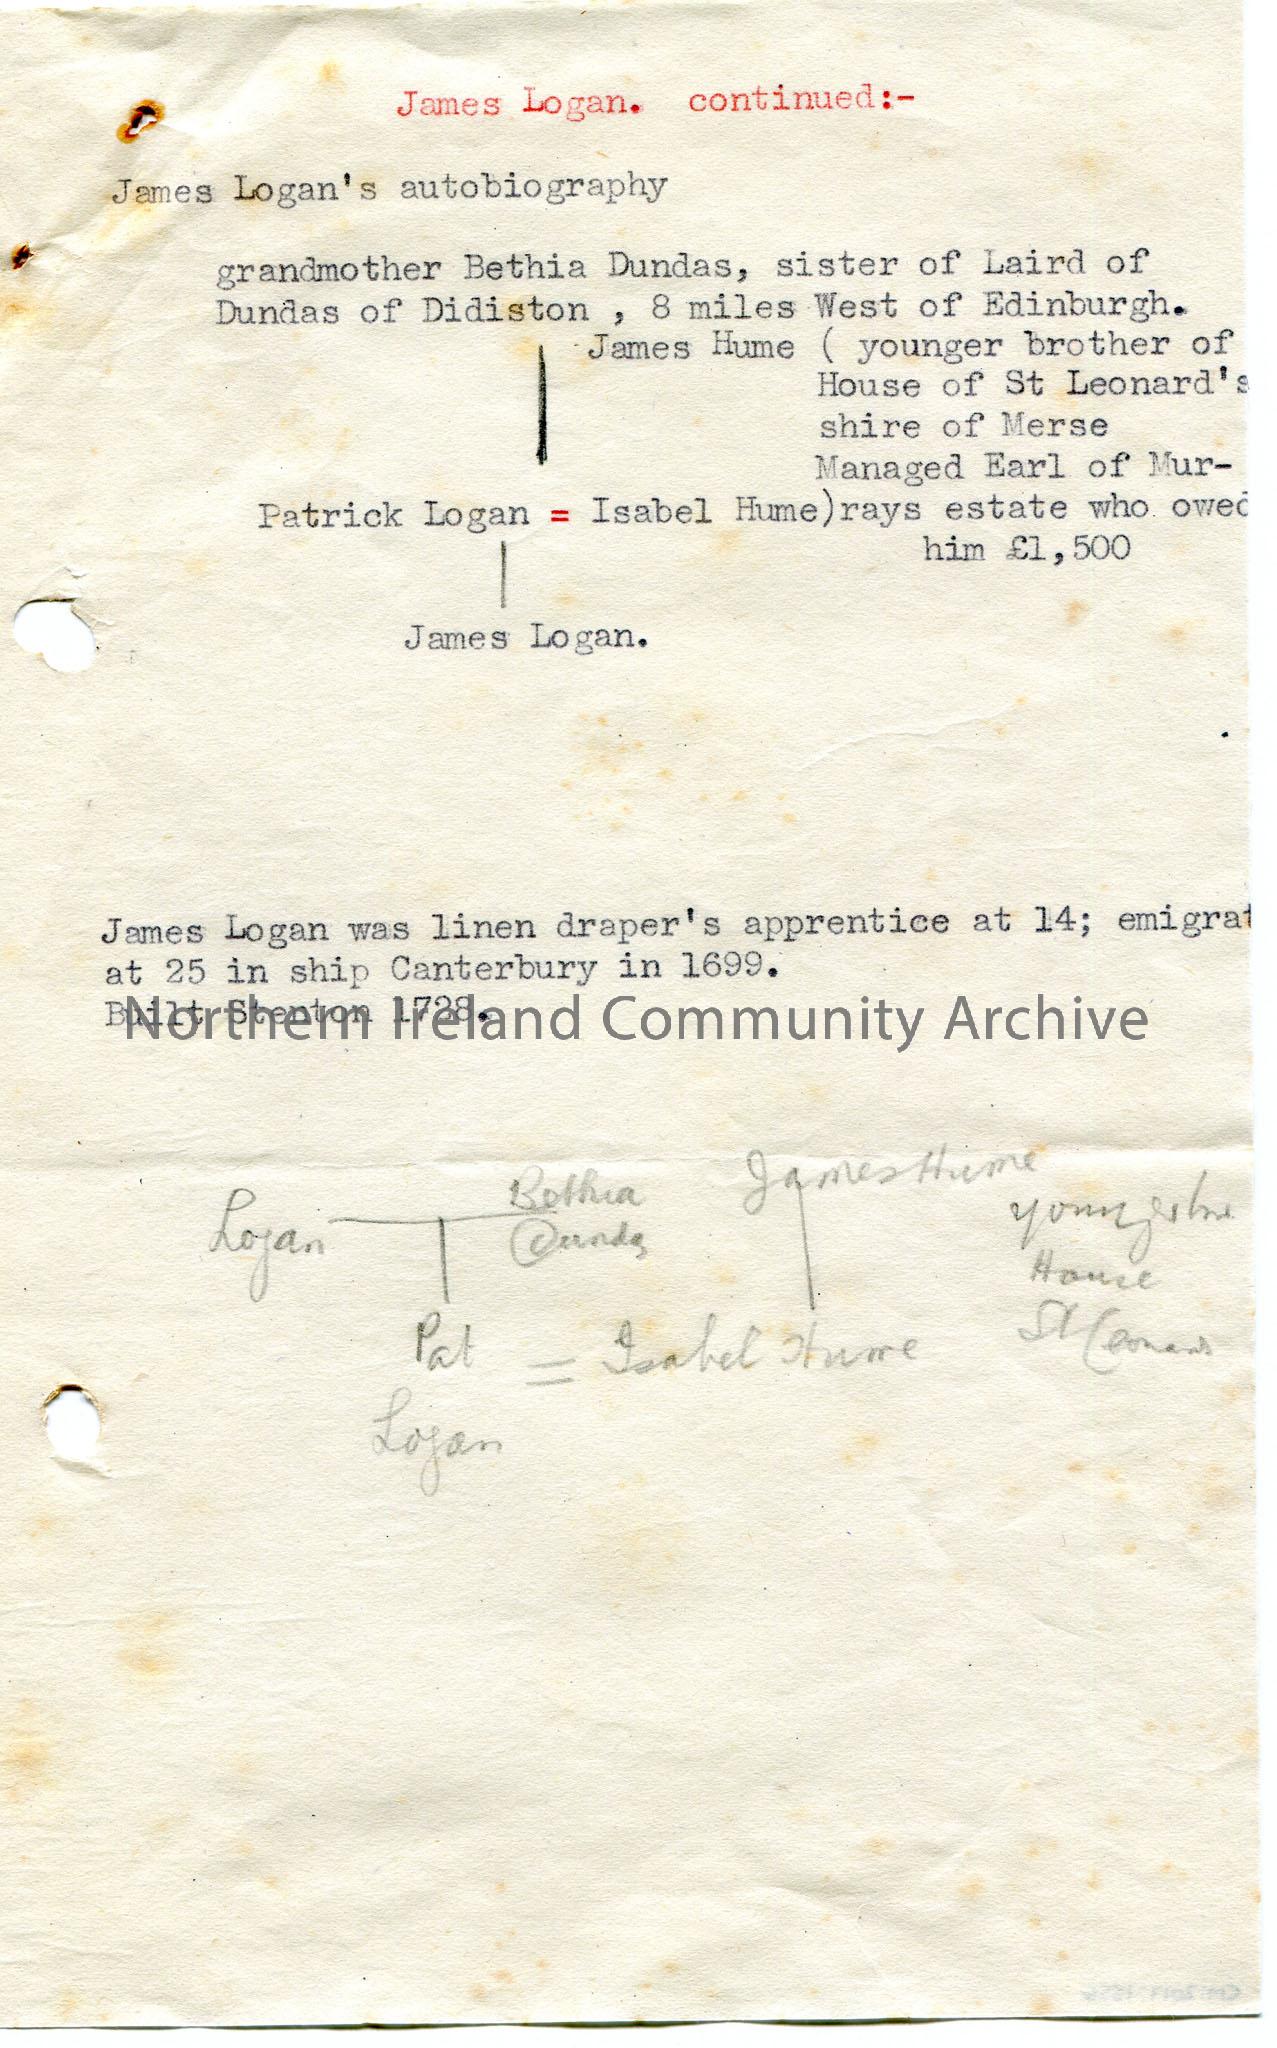 James Logan. continued:-
James Logan's autobiography
grandmother Bethia Dundas, sister of Laird of
Dundas of Didiston , 8 miles West of Edinburgh.
James Hume ( younger brother of
House of St Leonard's
shire of Merse
Managed Earl of Mur-
Patrick Logan = Isabel Hume)rays estate who owed
him £1,500
James Logan.
James Logan was linen draper's apprentice at 14; emigrat
at 25 in ship Canterbury in 1699.
Built Stenton 1728.
Northern Ireland Community Archive
James Hume
Bethia
Logan
Dundas
House
St Leonards
Pat = Isabel Hume
Logan